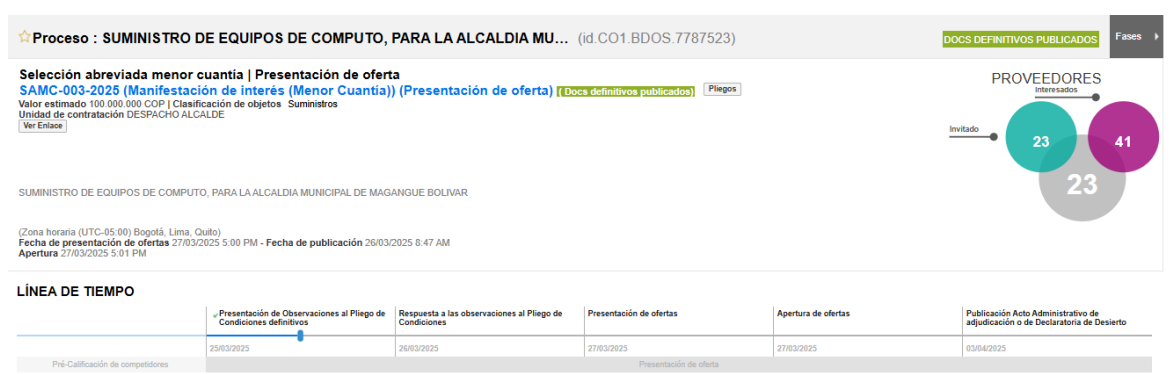 Proceso : SUMINISTRO DE EQUIPOS DE COMPUTO, PARA LA ALCALDIA MU... (id.CO1.BDOS.7787523)
DOCS DEFINITIVOS PUBLICADOS
Fases
Selección abreviada menor cuantia | Presentación de oferta
SAMC-003-2025 (Manifestación de interés (Menor Cuantía)) (Presentación de oferta) ( Docs definitivos publicados) Pliegos
Valor estimado 100.000.000 COP | Clasificación de objetos Suministros
Unidad de contratación DESPACHO ALCALDE
Ver Enlace
PROVEEDORES
Interesados
Invitado
23
41
23
SUMINISTRO DE EQUIPOS DE COMPUTO, PARA LA ALCALDIA MUNICIPAL DE MAGANGUE BOLIVAR
(Zona horaria (UTC-05:00) Bogotá, Lima, Quito)
Fecha de presentación de ofertas 27/03/2025 5:00 PM - Fecha de publicación 26/03/2025 8:47 AM
Apertura 27/03/2025 5:01 PM
LÍNEA DE TIEMPO
Presentación de Observaciones al Pliego de
Condiciones definitivos
Respuesta a las observaciones al Pliego de
Condiciones
Presentación de ofertas
Apertura de ofertas
Publicación Acto Administrativo de
adjudicación o de Declaratoria de Desierto
25/03/2025
26/03/2025
27/03/2025
27/03/2025
03/04/2025
Pré-Calificación de competidores
Presentación de oferta